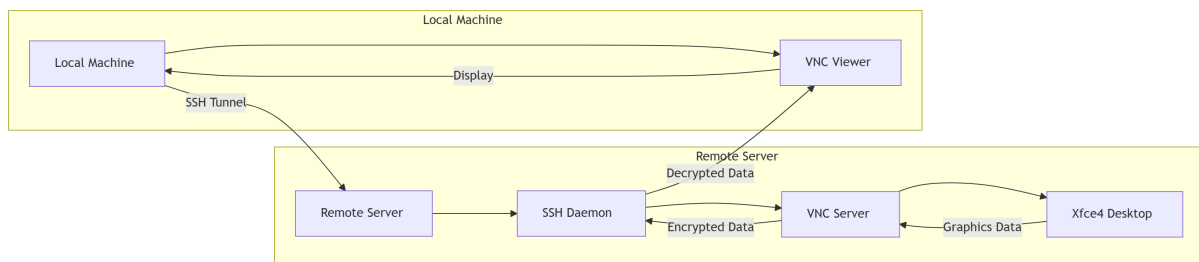 Local Machine
Local Machine
VNC Viewer
Display
SSH Tunnel
Remote Server
Decrypted Data
Remote Server
SSH Daemon
VNC Server
Xfce4 Desktop
Encrypted Data
Graphics Data